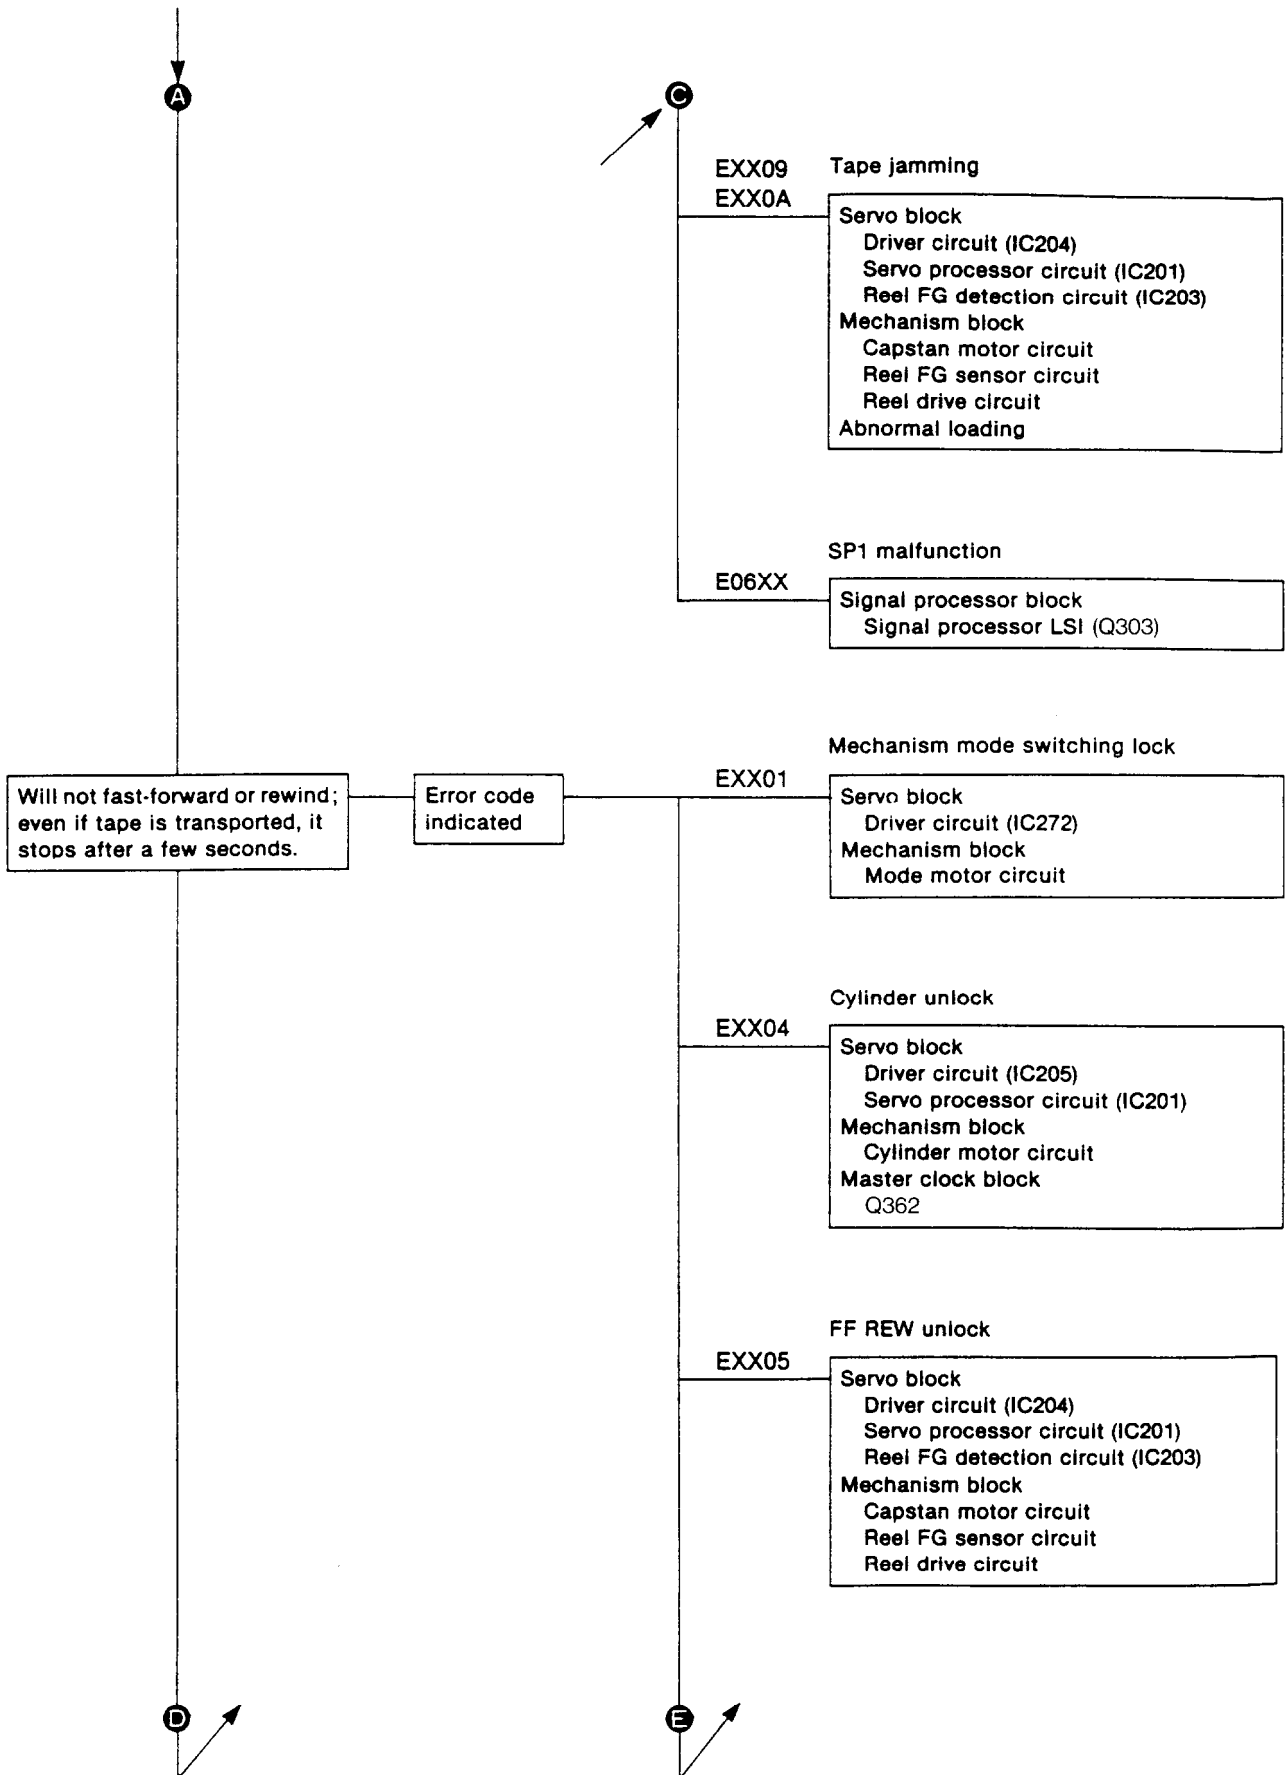 A
C
EXX09
EXX0A
Tape jamming
Servo block
Driver circuit (IC204)
Servo processor circuit (IC201)
Reel FG detection circuit (IC203)
Mechanism block
Capstan motor circuit
Reel FG sensor circuit
Reel drive circuit
Abnormal loading
SP1 malfunction
E06XX
Signal processor block
Signal processor LSI (Q303)
Will not fast-forward or rewind;
even if tape is transported, it
stops after a few seconds.
Error code
indicated
Mechanism mode switching lock
EXX01
Servo block
Driver circuit (IC272)
Mechanism block
Mode motor circuit
Cylinder unlock
EXX04
Servo block
Driver circuit (IC205)
Servo processor circuit (IC201)
Mechanism block
Cylinder motor circuit
Master clock block
Q362
FF REW unlock
EXX05
Servo block
Driver circuit (IC204)
Servo processor circuit (IC201)
Reel FG detection circuit (IC203)
Mechanism block
Capstan motor circuit
Reel FG sensor circuit
Reel drive circuit
D
E